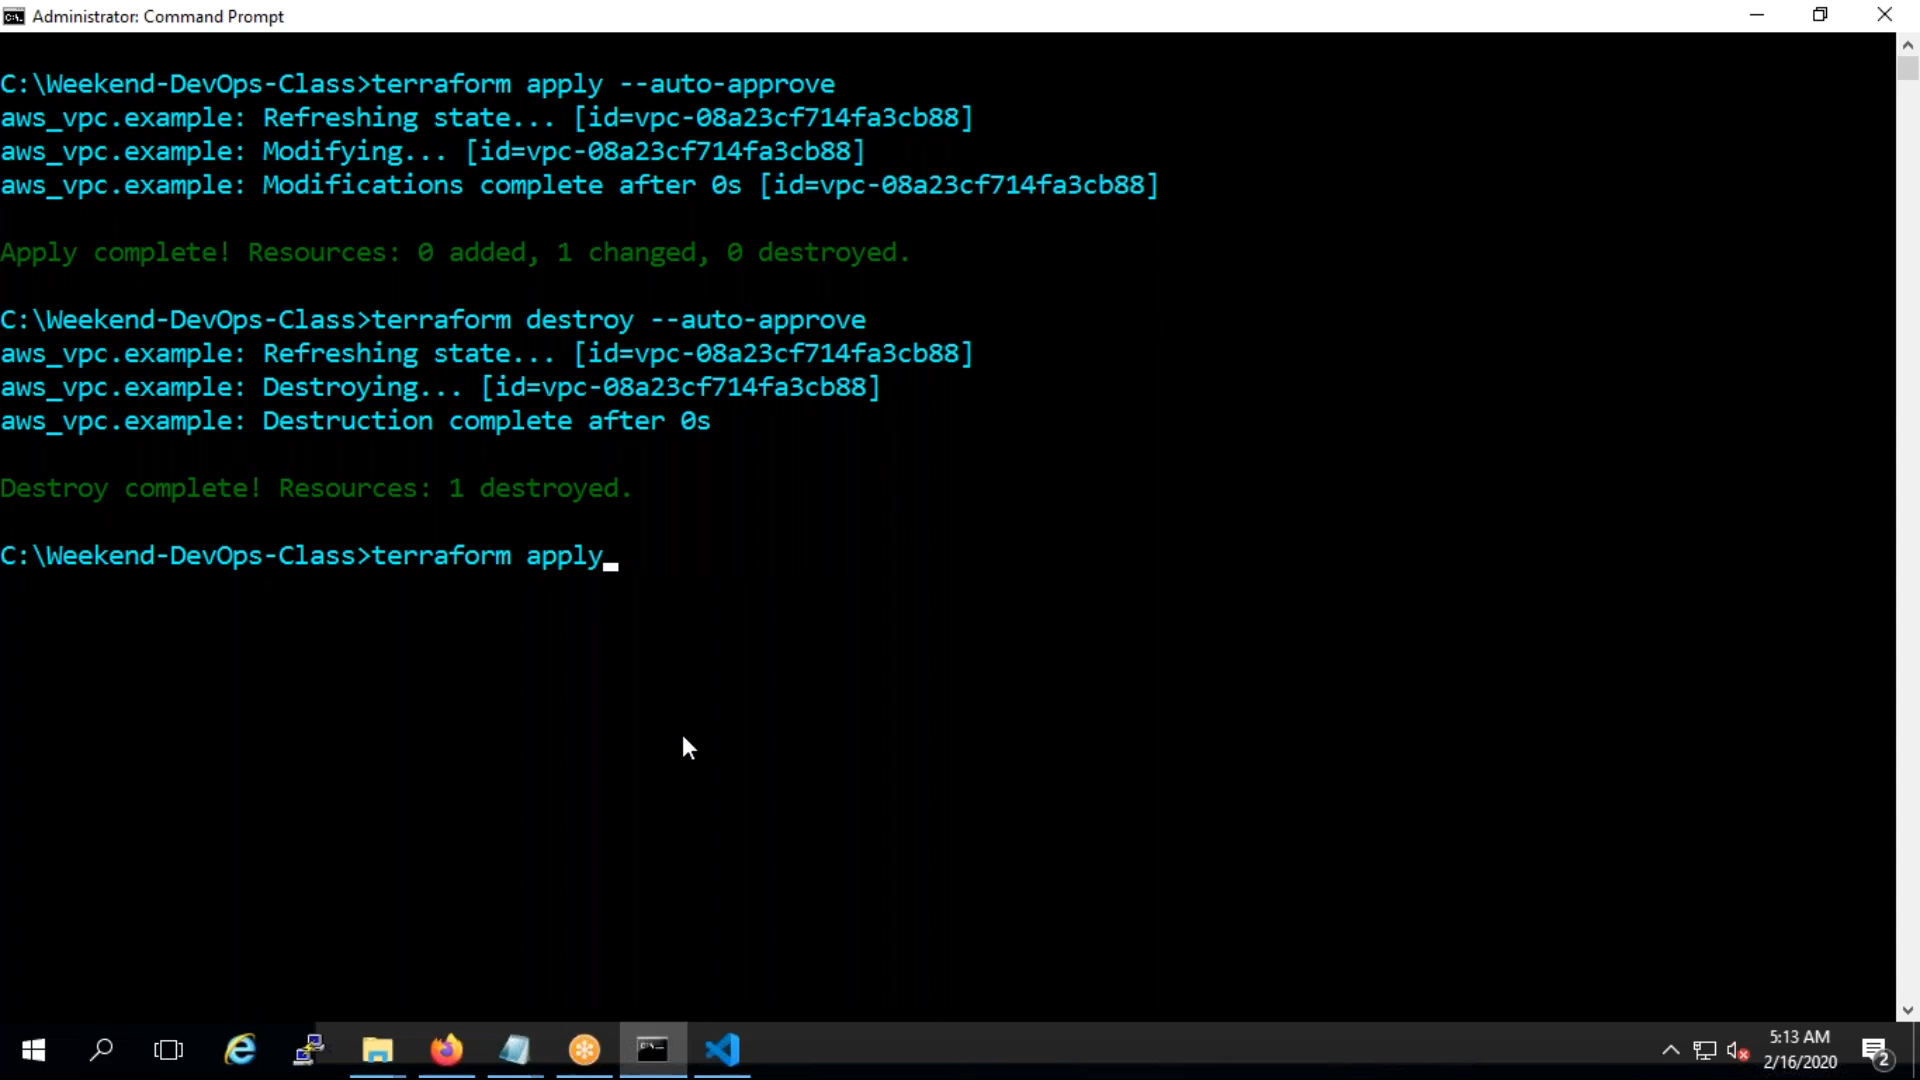 Administrator: Command Prompt
C:\Weekend-DevOps-Class>terraform apply --auto-approve
aws_vpc.example: Refreshing state... [id=vpc-08a23cf714fa3cb88]
aws_vpc.example: Modifying... [id=vpc-08a23cf714fa3cb88]
aws_vpc.example: Modifications complete after 0s [id=vpc-08a23cf714fa3cb88]
Apply complete! Resources: 0 added, 1 changed, 0 destroyed.
C:\Weekend-DevOps-Class>terraform destroy --auto-approve
aws_vpc.example: Refreshing state... [id=vpc-08a23cf714fa3cb88]
aws_vpc.example: Destroying... [id=vpc-08a23cf714fa3cb88]
aws_vpc.example: Destruction complete after 0s
Destroy complete! Resources: 1 destroyed.
C:\Weekend-DevOps-Class>terraform apply
5:13 AM
2/16/2020
2